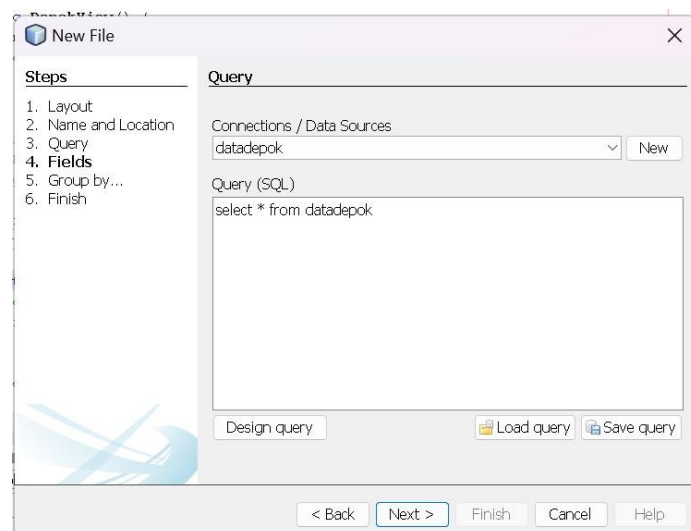 New File
Steps
1. Layout
2. Name and Location
3. Query
4. Fields
5. Group by...
6. Finish
Query
Connections / Data Sources
datadepok
New
Query (SQL)
select * from datadepok
Design query
Load query
Save query
< Back
Next >
Finish
Cancel
Help